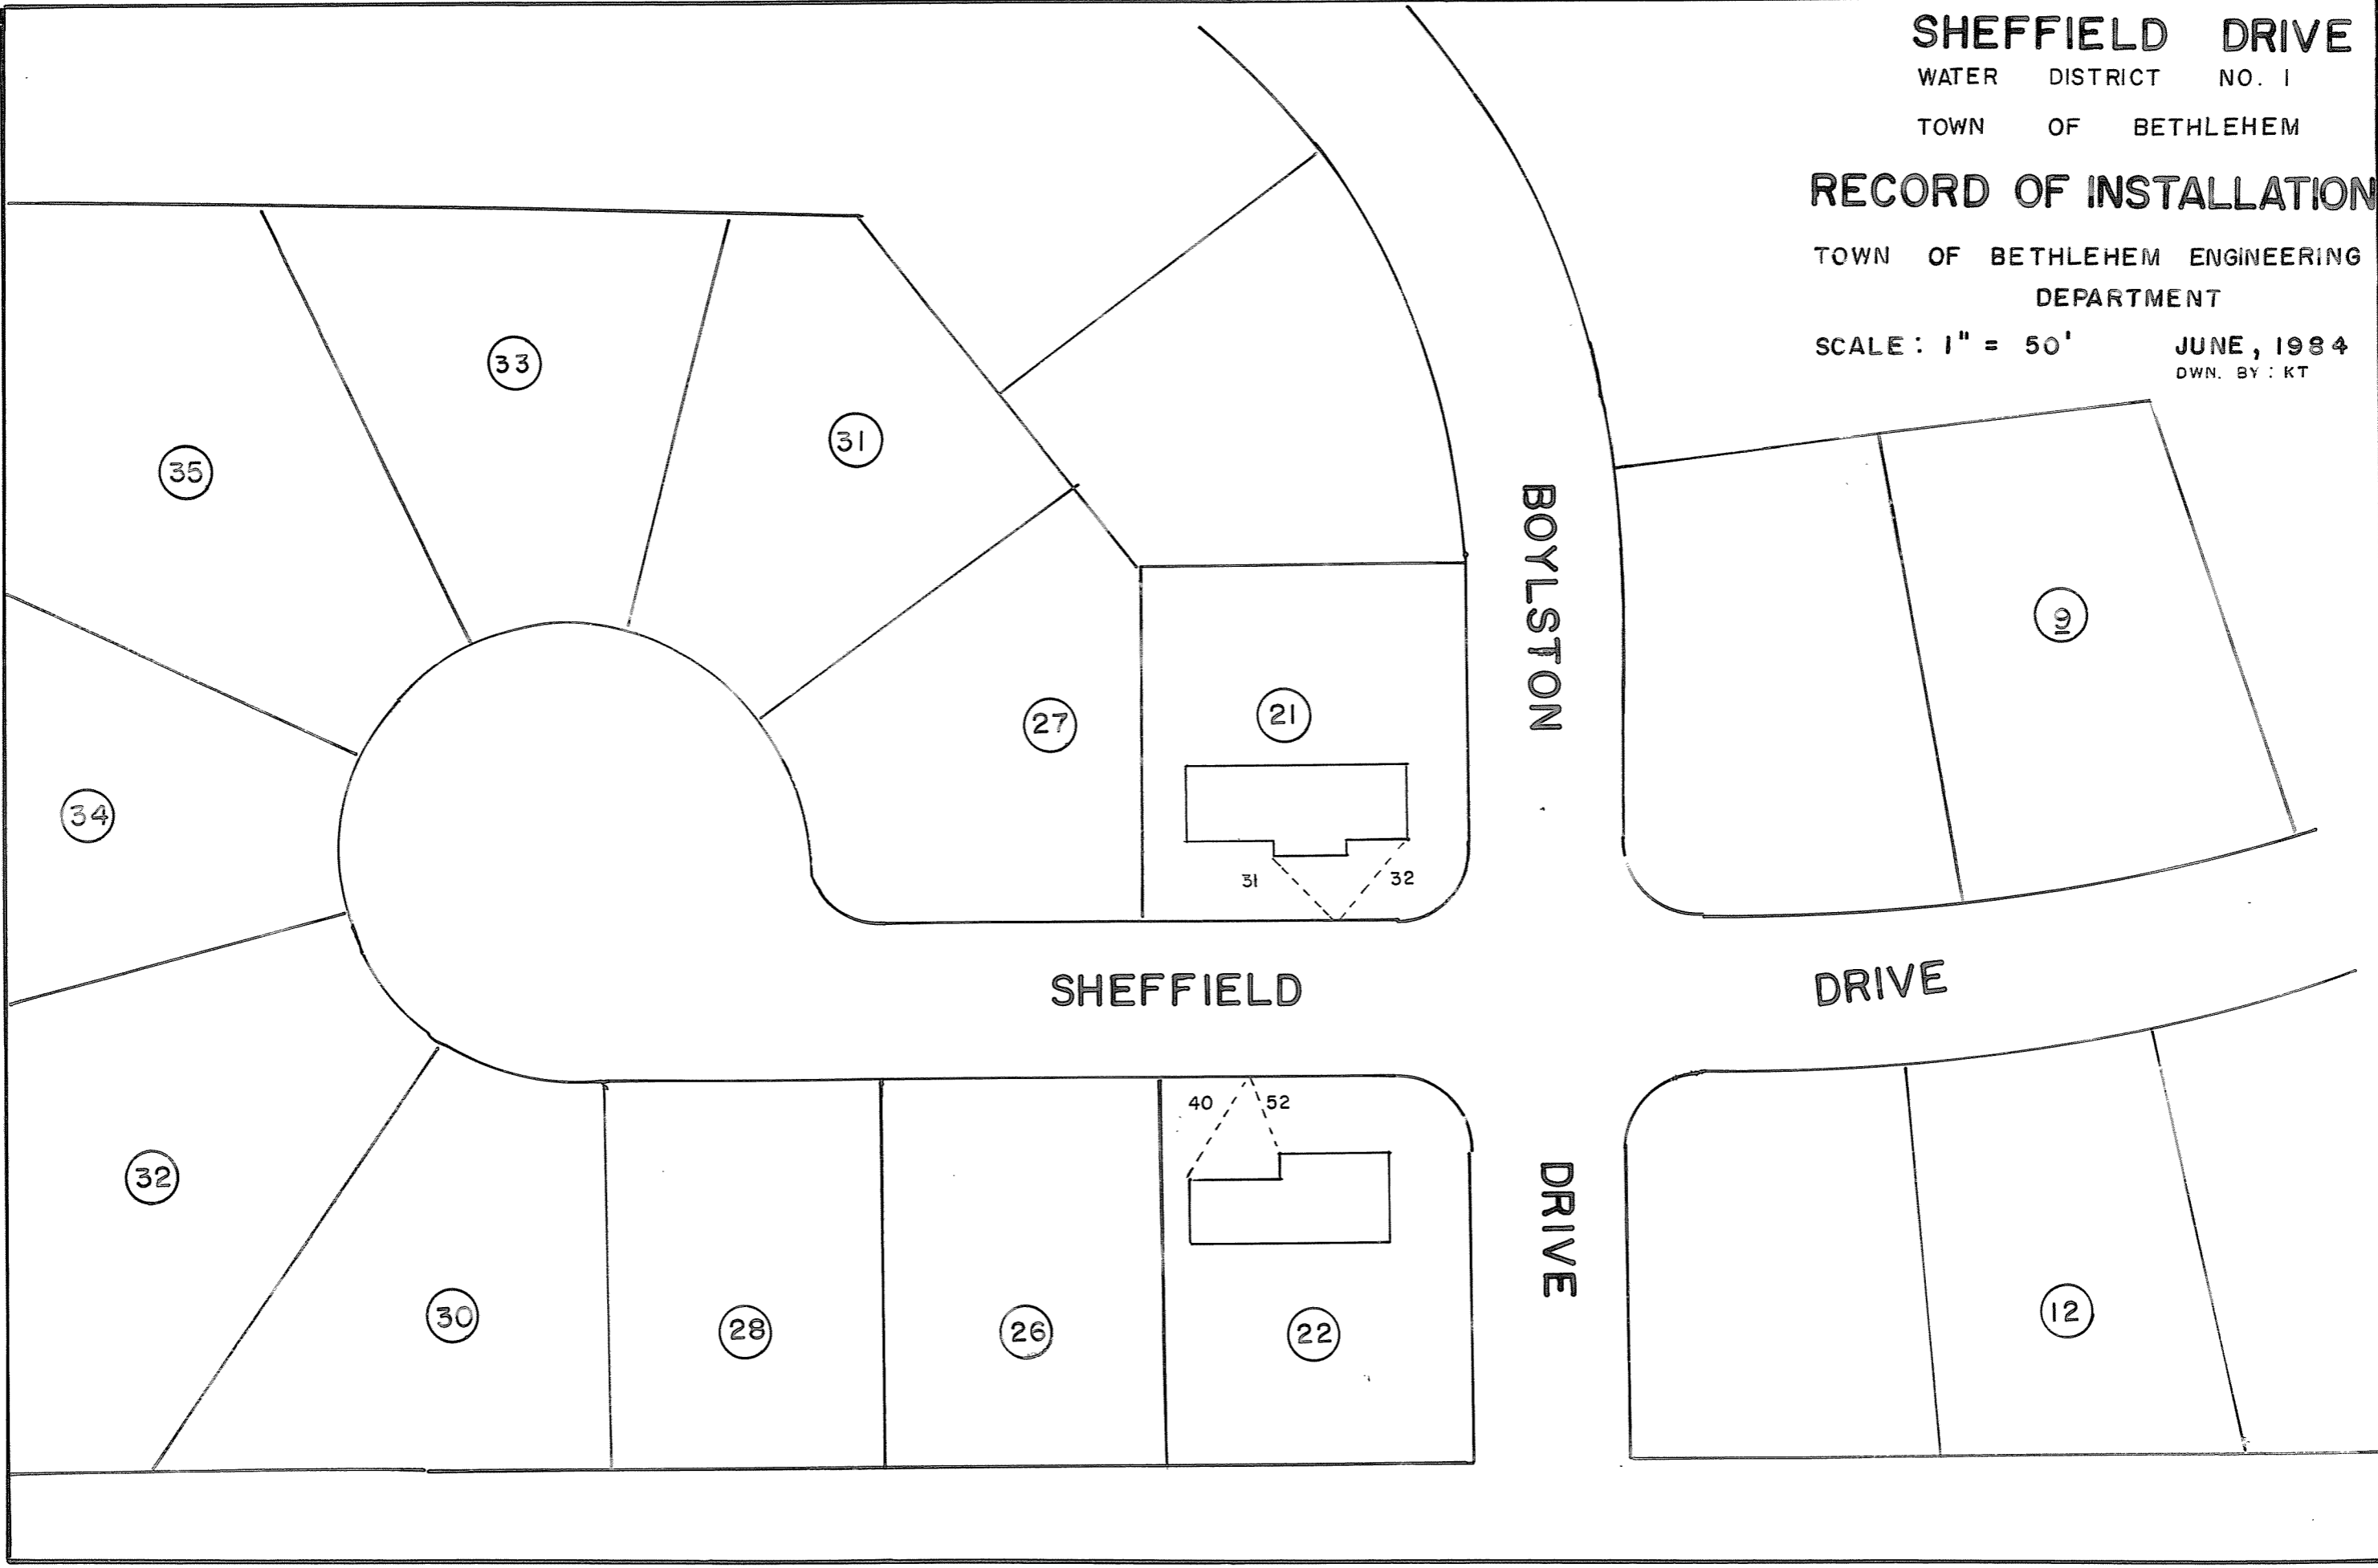 SHEFFIELD DRIVE
WATER DISTRICT NO. 1
TOWN OF BETHLEHEM
RECORD OF INSTALLATION
TOWN OF BETHLEHEM ENGINEERING
DEPARTMENT
SCALE: 1" = 50' JUNE, 1984
DWN. BY: KT
33
31
35
9
27
21
34
31 32
BOYLSTON
SHEFFIELD DRIVE
40 52
DRIVE
32
30
28
26
22
12